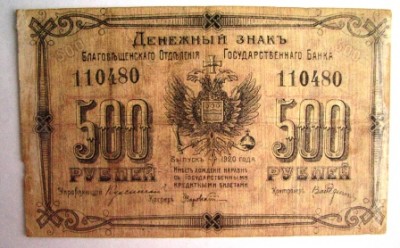 Денежный знакъ
Благовѣщенскаго Отдѣленія Государственнаго Банка
110480 110480
500 500
РУБЛЕЙ РУБЛЕЙ
Выпускъ 1920 года
Имѣетъ хожденіе наравнѣ
съ Государственными
кредитными билетами
Управляющій Контролеръ
Кассиръ